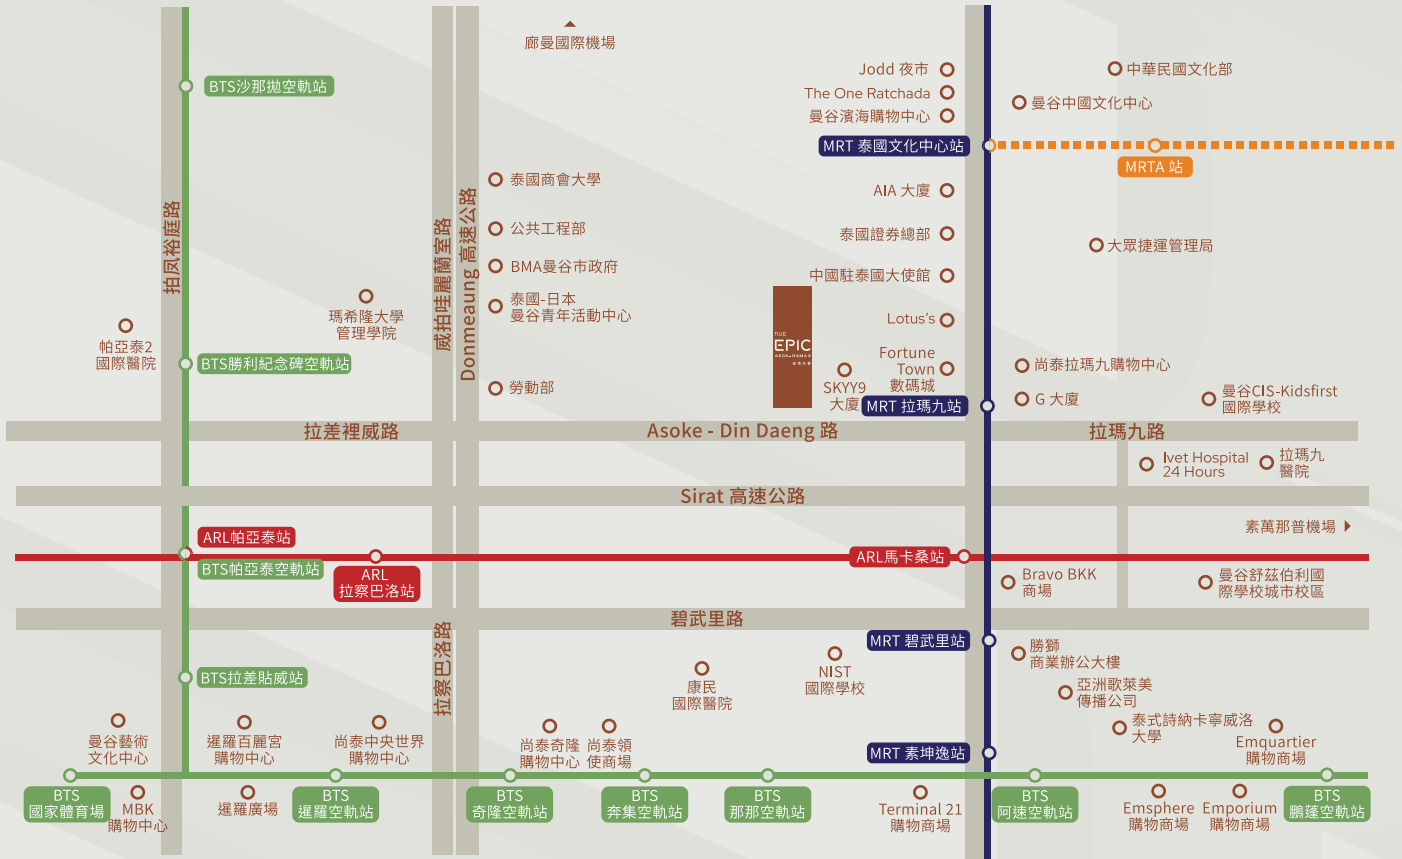 廊曼國際機場
Jodd 夜市
中華民國文化部
BTS沙那拋空軌站
The One Ratchada
曼谷中國文化中心
曼谷濱海購物中心
MRT 泰國文化中心站
MRTA 站
泰國商會大學
AIA 大廈
拍凤裕庭路
威拍哇麗蘭室路
Donmeaung 高速公路
公共工程部
泰國證券總部
大眾捷運管理局
BMA曼谷市政府
中國駐泰國大使館
泰國-日本
曼谷青年活動中心
瑪希隆大學
管理學院
Lotus's
THE
EPIC
ASOK-RAMA 9
帕亞泰2
國際醫院
BTS勝利紀念碑空軌站
Fortune
Town
數碼城
尚泰拉瑪九購物中心
勞動部
SKYY9
大廈
MRT 拉瑪九站
G 大廈
曼谷CIS-Kidsfirst
國際學校
拉差裡威路
Asoke - Din Daeng 路
拉瑪九路
Ivet Hospital
24 Hours
拉瑪九
醫院
Sirat 高速公路
素萬那普機場
ARL帕亞泰站
BTS帕亞泰空軌站
ARL
拉察巴洛站
ARL馬卡桑站
Bravo BKK
商場
曼谷舒茲伯利國
際學校城市校區
碧武里路
拉察巴洛路
MRT 碧武里站
勝獅
商業辦公大樓
BTS拉差貼威站
康民
國際醫院
NIST
國際學校
亞洲歌萊美
傳播公司
泰式詩納卡寧威洛
大學
曼谷藝術
文化中心
暹羅百麗宮
購物中心
尚泰中央世界
購物中心
尚泰奇隆
購物中心
尚泰領
使商場
MRT 素坤逸站
Emquartier
購物商場
BTS
國家體育場
MBK
購物中心
暹羅廣場
BTS
暹羅空軌站
BTS
奇隆空軌站
BTS
奔集空軌站
BTS
那那空軌站
Terminal 21
購物商場
BTS
阿速空軌站
Emsphere
購物商場
Emporium
購物商場
BTS
鵬蓬空軌站